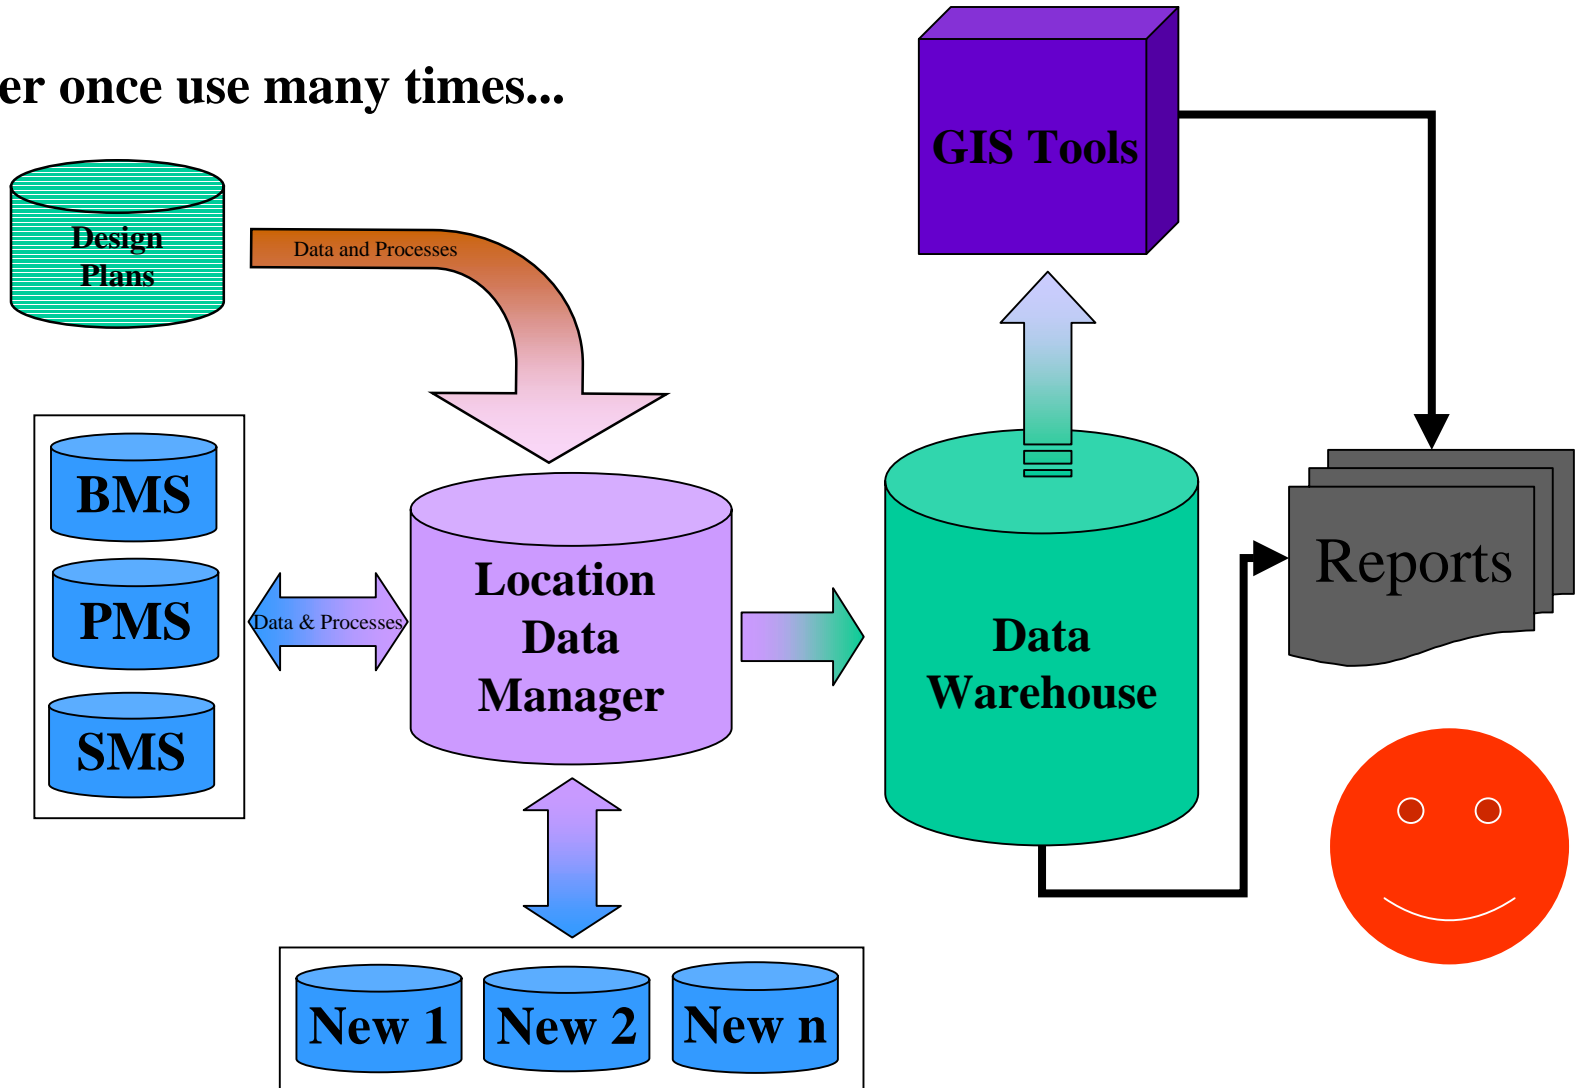 er once use many times...
GIS Tools
Design
Plans
Data and Processes
BMS
PMS
SMS
Data & Processes
Location
Data
Manager
Data
Warehouse
Reports
New 1
New 2
New n